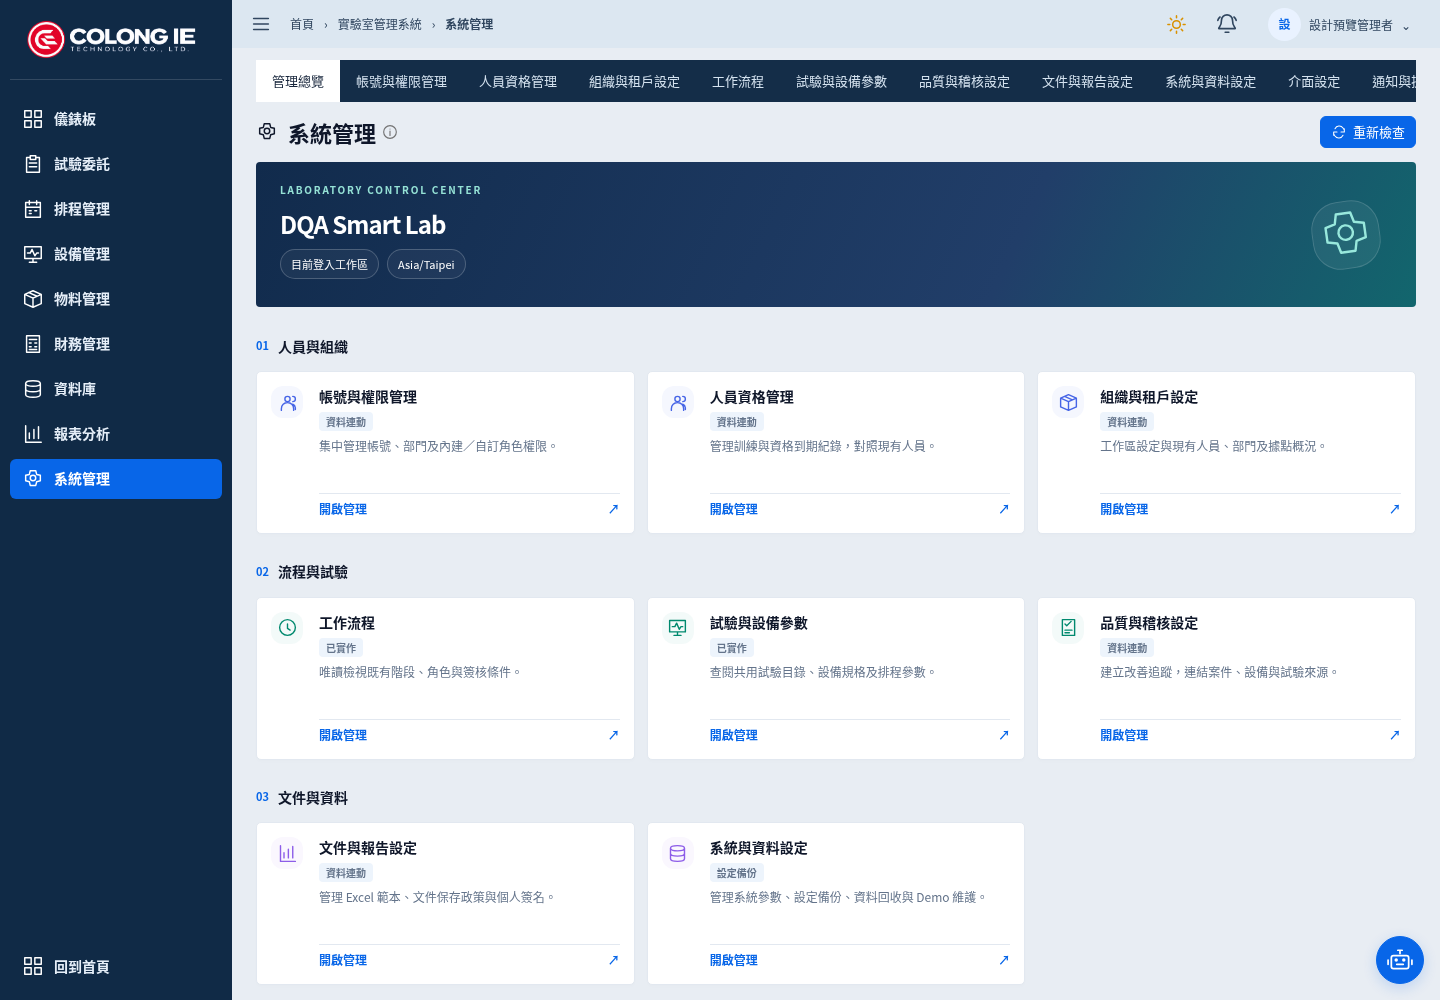 COLONG IE
TECHNOLOGY CO., LTD.
首頁 › 實驗室管理系統 › 系統管理
設 設計預覽管理者
儀錶板
試驗委託
排程管理
設備管理
物料管理
財務管理
資料庫
報表分析
系統管理
回到首頁
管理總覽 帳號與權限管理 人員資格管理 組織與租戶設定 工作流程 試驗與設備參數 品質與稽核設定 文件與報告設定 系統與資料設定 介面設定 通知與
系統管理
重新檢查
LABORATORY CONTROL CENTER
DQA Smart Lab
目前登入工作區 Asia/Taipei
01 人員與組織
帳號與權限管理
資料連動
集中管理帳號、部門及內建／自訂角色權限。
開啟管理 ↗
人員資格管理
資料連動
管理訓練與資格到期紀錄，對照現有人員。
開啟管理 ↗
組織與租戶設定
資料連動
工作區設定與現有人員、部門及據點概況。
開啟管理 ↗
02 流程與試驗
工作流程
已實作
唯讀檢視既有階段、角色與簽核條件。
開啟管理 ↗
試驗與設備參數
已實作
查閱共用試驗目錄、設備規格及排程參數。
開啟管理 ↗
品質與稽核設定
資料連動
建立改善追蹤，連結案件、設備與試驗來源。
開啟管理 ↗
03 文件與資料
文件與報告設定
資料連動
管理 Excel 範本、文件保存政策與個人簽名。
開啟管理 ↗
系統與資料設定
設定備份
管理系統參數、設定備份、資料回收與 Demo 維護。
開啟管理 ↗